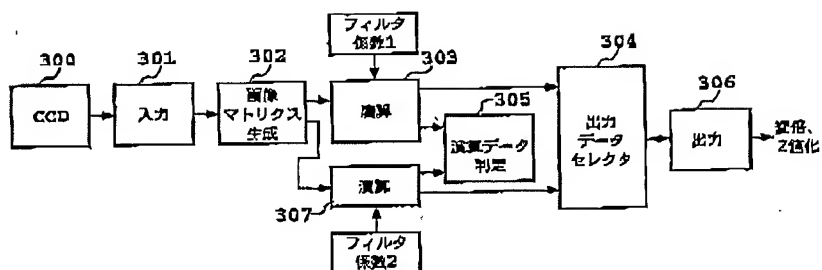 フィルタ
係数1
300
301
302
303
304
305
306
307
CCD
入力
画像
マトリクス
生成
演算
演算データ
判定
演算
出力
データ
セレクタ
出力
変倍、
2値化
フィルタ
係数2